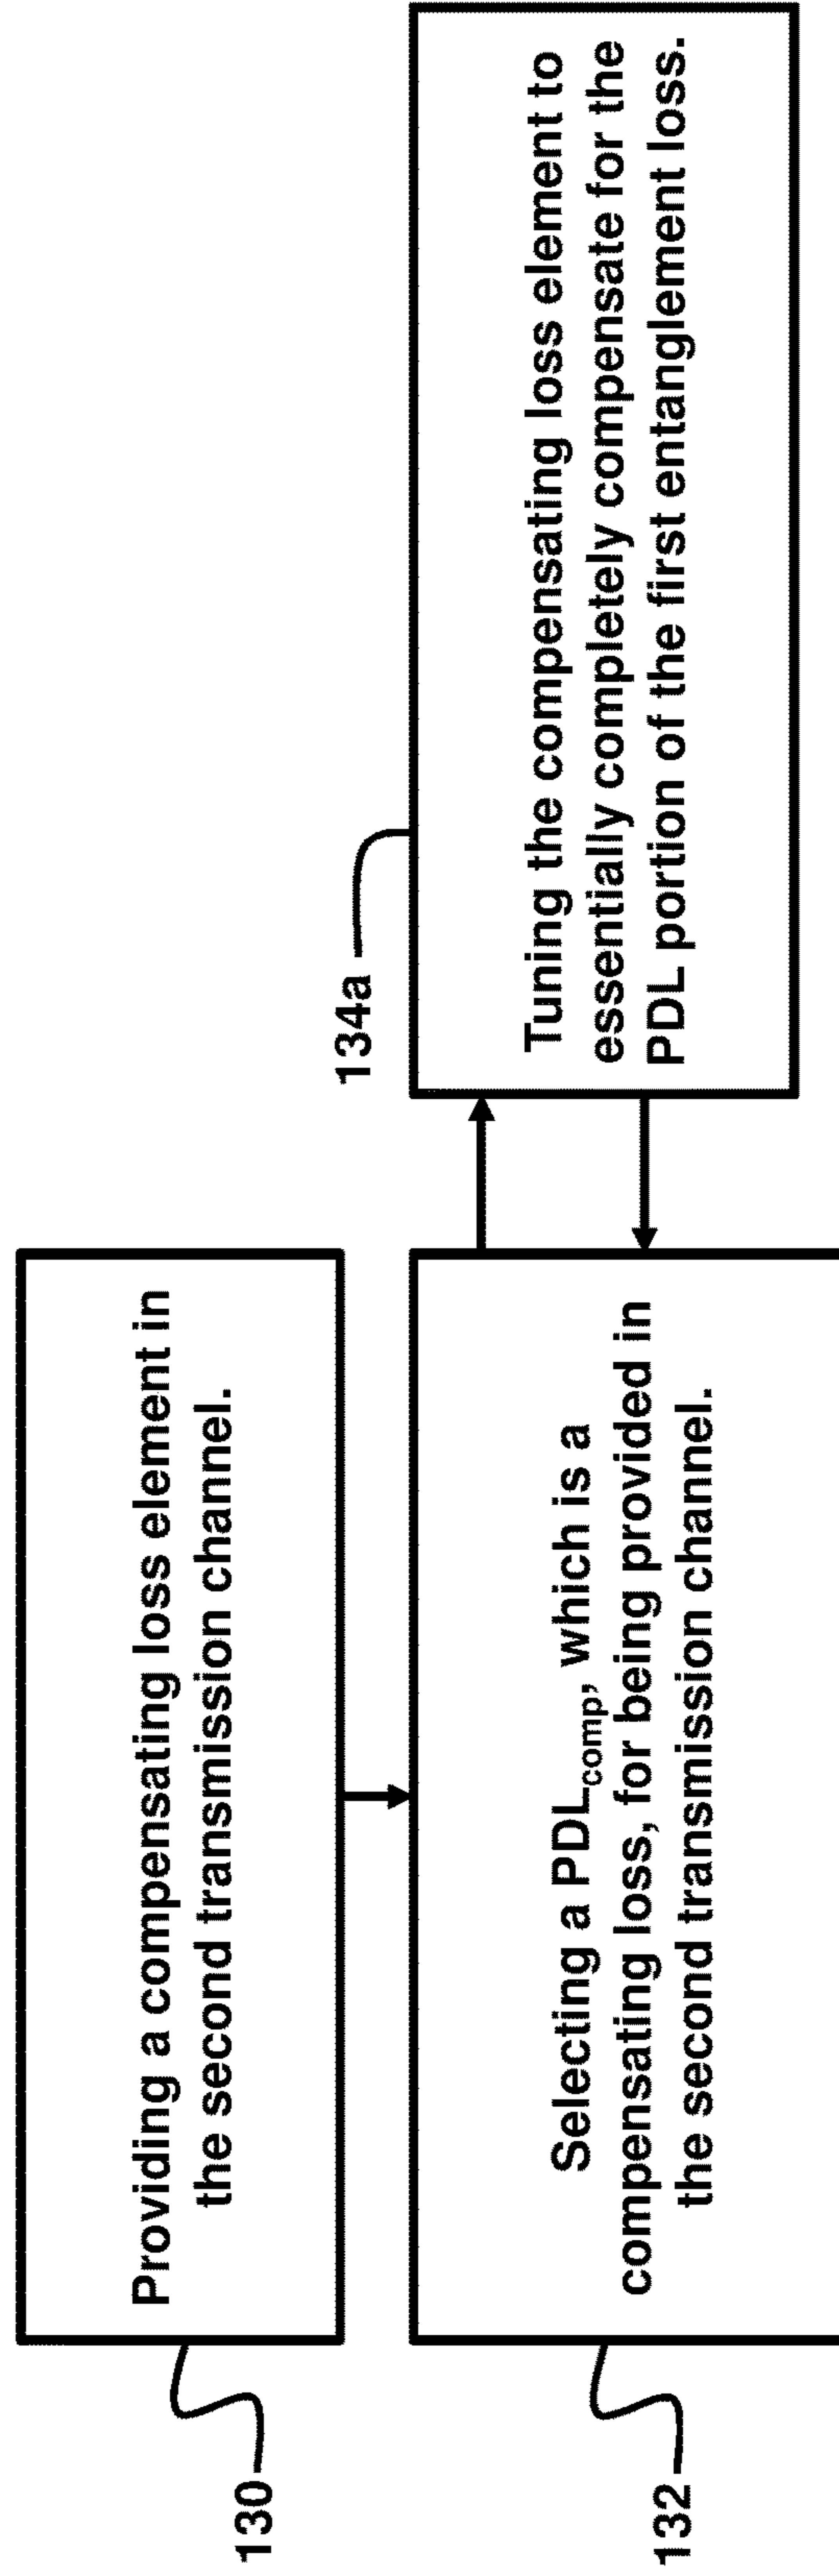 130
Providing a compensating loss element in
the second transmission channel.
132
Selecting a PDLcomp, which is a
compensating loss, for being provided in
the second transmission channel.
134a
Tuning the compensating loss element to
essentially completely compensate for the
PDL portion of the first entanglement loss.